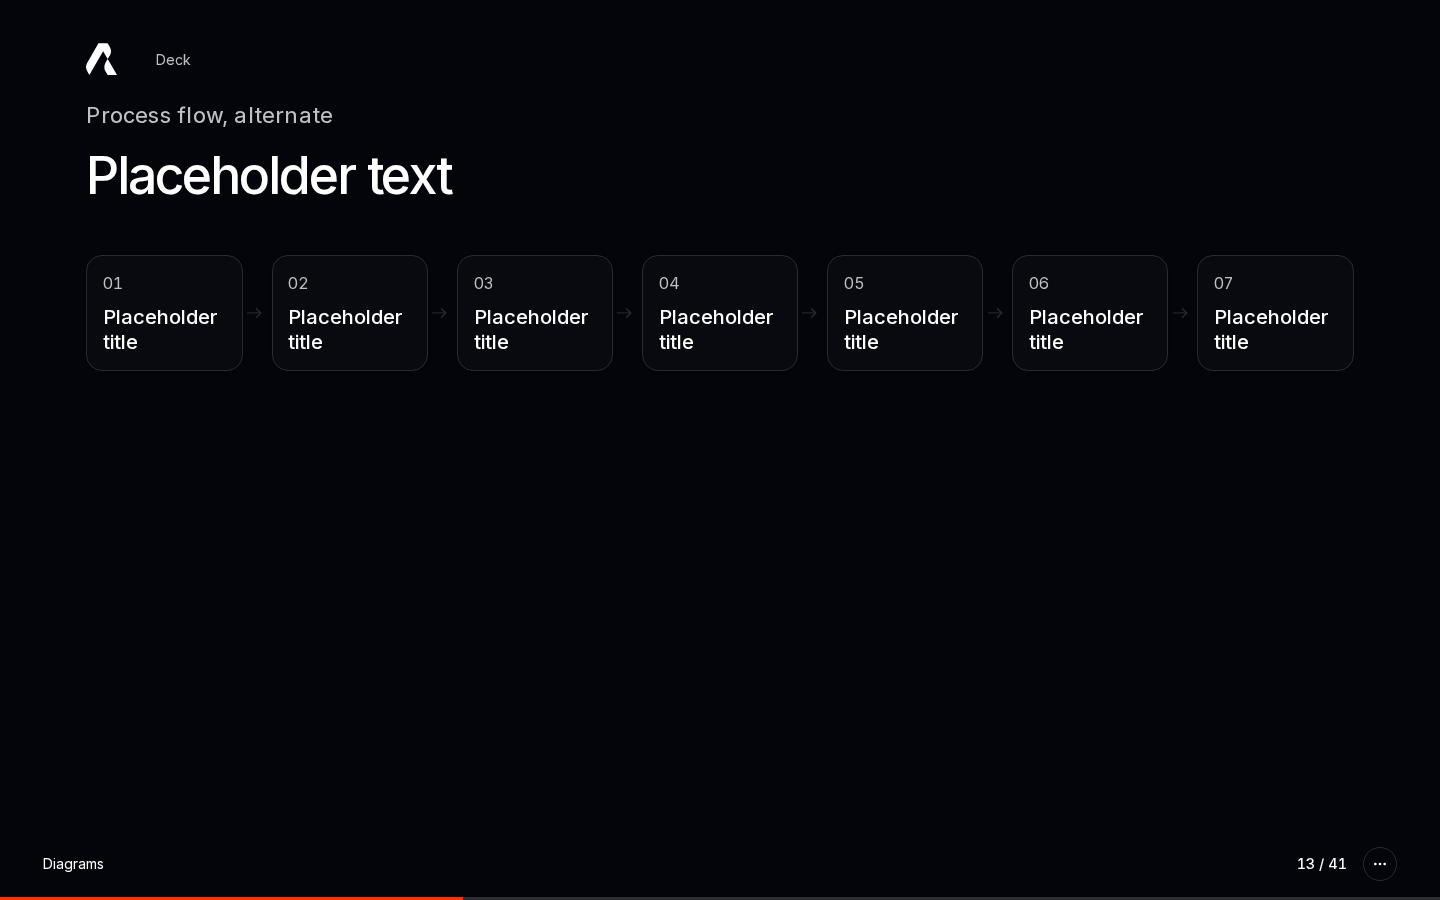 Deck
Process flow, alternate
Placeholder text
01
Placeholder
title
02
Placeholder
title
03
Placeholder
title
04
Placeholder
title
05
Placeholder
title
06
Placeholder
title
07
Placeholder
title
Diagrams
13 / 41